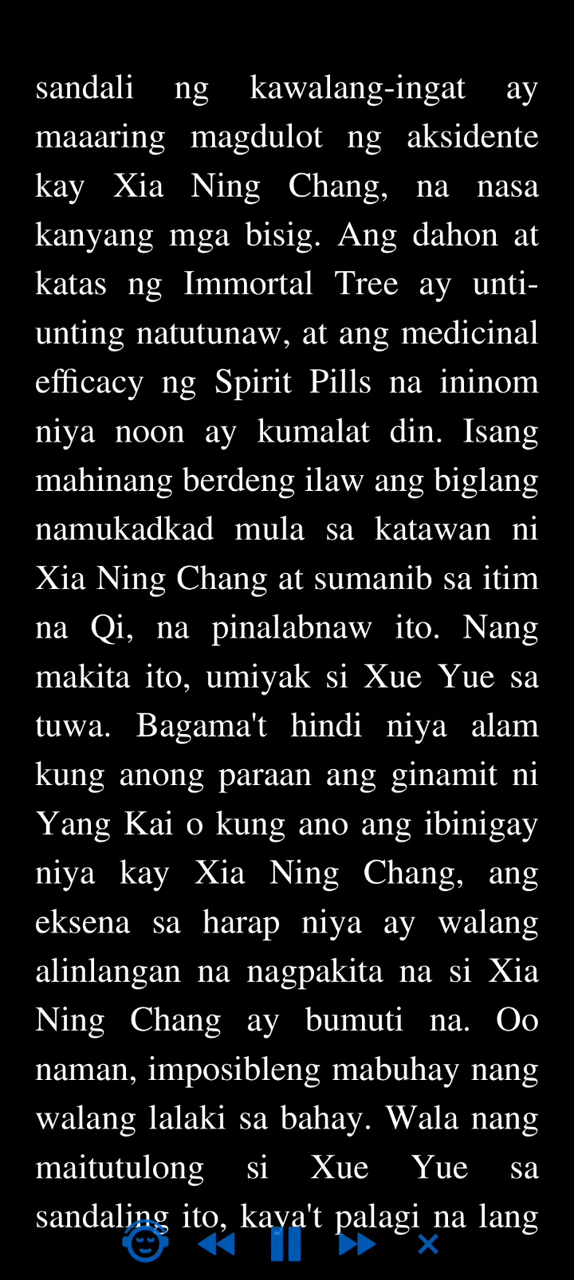 sandali ng kawalang-ingat ay
maaaring magdulot ng aksidente
kay Xia Ning Chang, na nasa
kanyang mga bisig. Ang dahon at
katas ng Immortal Tree ay unti-
unting natutunaw, at ang medicinal
efficacy ng Spirit Pills na ininom
niya noon ay kumalat din. Isang
mahinang berdeng ilaw ang biglang
namukadkad mula sa katawan ni
Xia Ning Chang at sumanib sa itim
na Qi, na pinalabnaw ito. Nang
makita ito, umiyak si Xue Yue sa
tuwa. Bagama't hindi niya alam
kung anong paraan ang ginamit ni
Yang Kai o kung ano ang ibinigay
niya kay Xia Ning Chang, ang
eksena sa harap niya ay walang
alinlangan na nagpakita na si Xia
Ning Chang ay bumuti na. Oo
naman, imposibleng mabuhay nang
walang lalaki sa bahay. Wala nang
maitutulong si Xue Yue sa
sandaling ito, kaya't palagi na lang